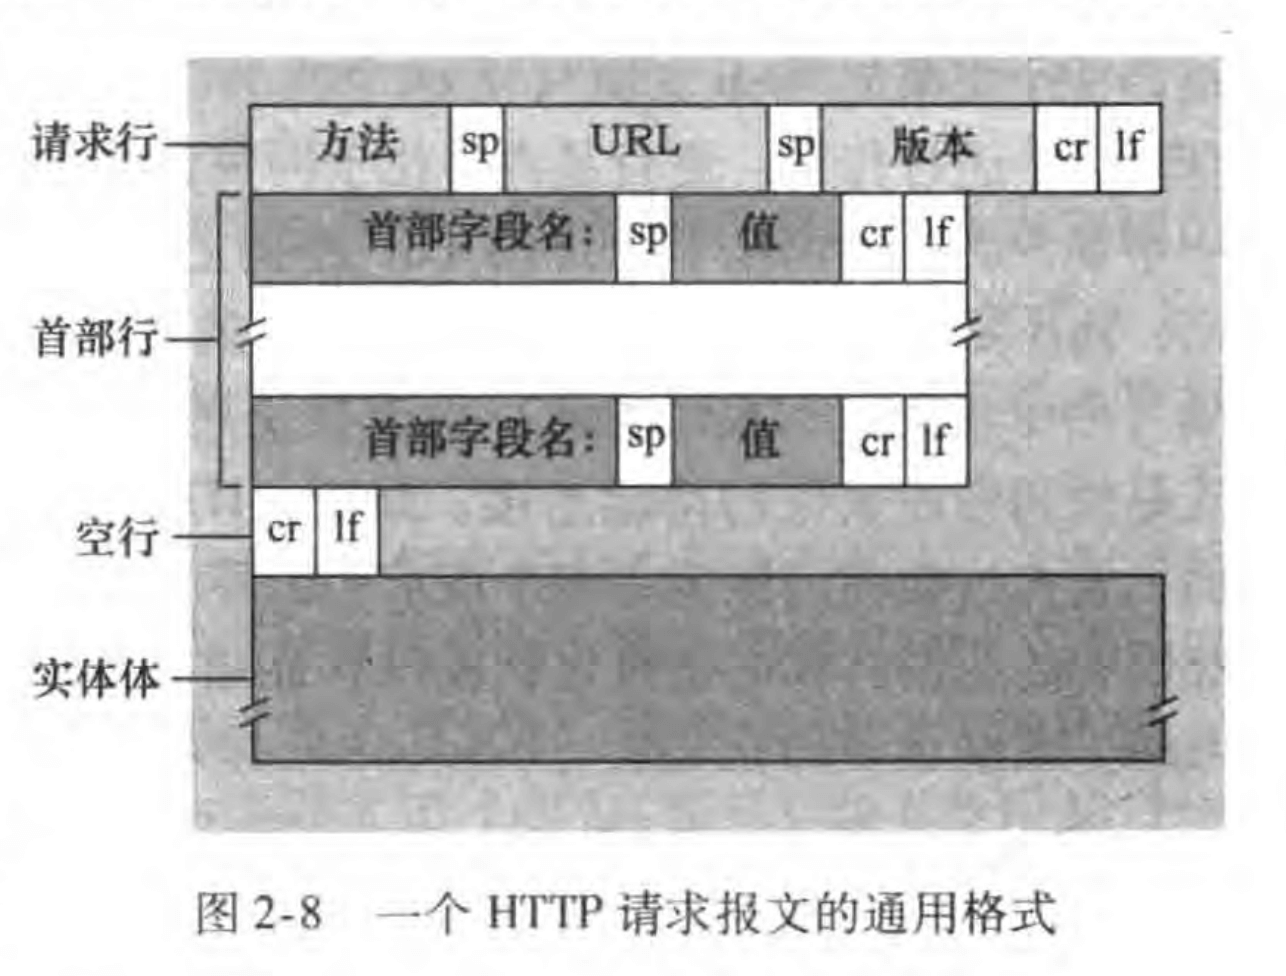 请求行 方法 sp URL sp 版本 cr lf
首部字段名： sp 值 cr lf
首部行
首部字段名： sp 值 cr lf
空行 cr lf
实体体
图 2-8 一个 HTTP 请求报文的通用格式